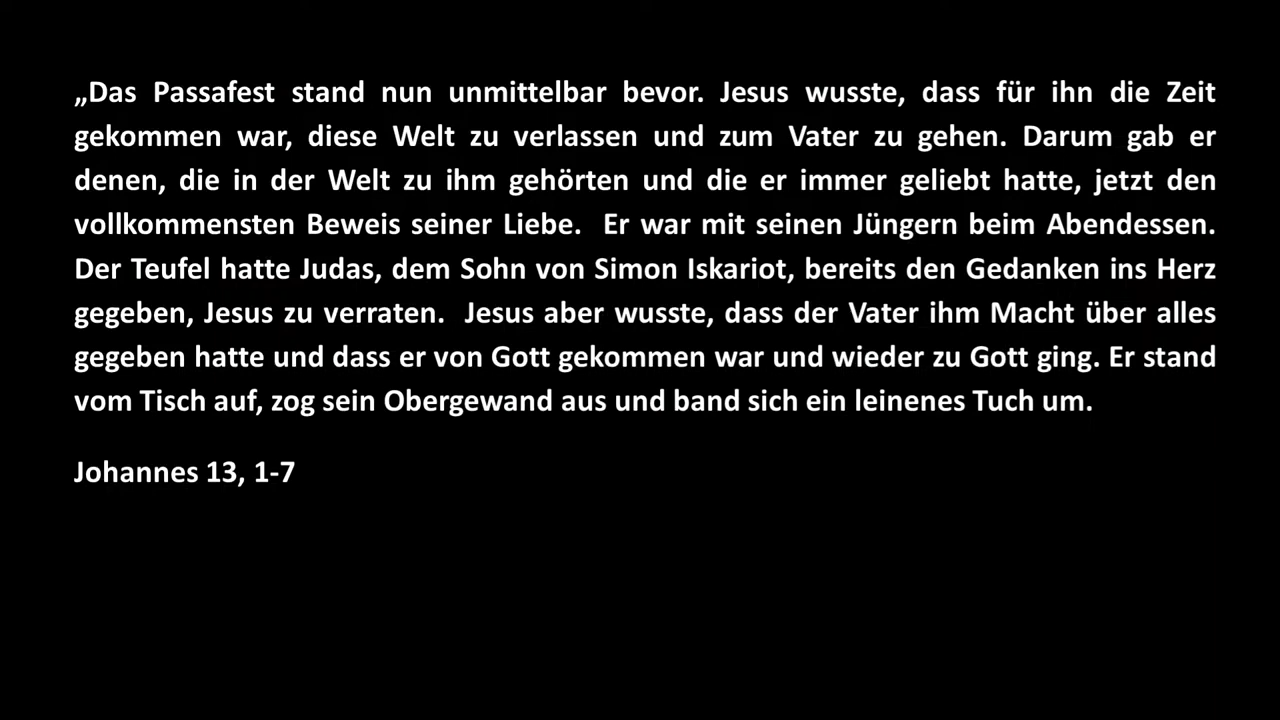 „Das Passafest stand nun unmittelbar bevor. Jesus wusste, dass für ihn die Zeit
gekommen war, diese Welt zu verlassen und zum Vater zu gehen. Darum gab er
denen, die in der Welt zu ihm gehörten und die er immer geliebt hatte, jetzt den
vollkommensten Beweis seiner Liebe.  Er war mit seinen Jüngern beim Abendessen.
Der Teufel hatte Judas, dem Sohn von Simon Iskariot, bereits den Gedanken ins Herz
gegeben, Jesus zu verraten.  Jesus aber wusste, dass der Vater ihm Macht über alles
gegeben hatte und dass er von Gott gekommen war und wieder zu Gott ging. Er stand
vom Tisch auf, zog sein Obergewand aus und band sich ein leinenes Tuch um.
Johannes 13, 1-7